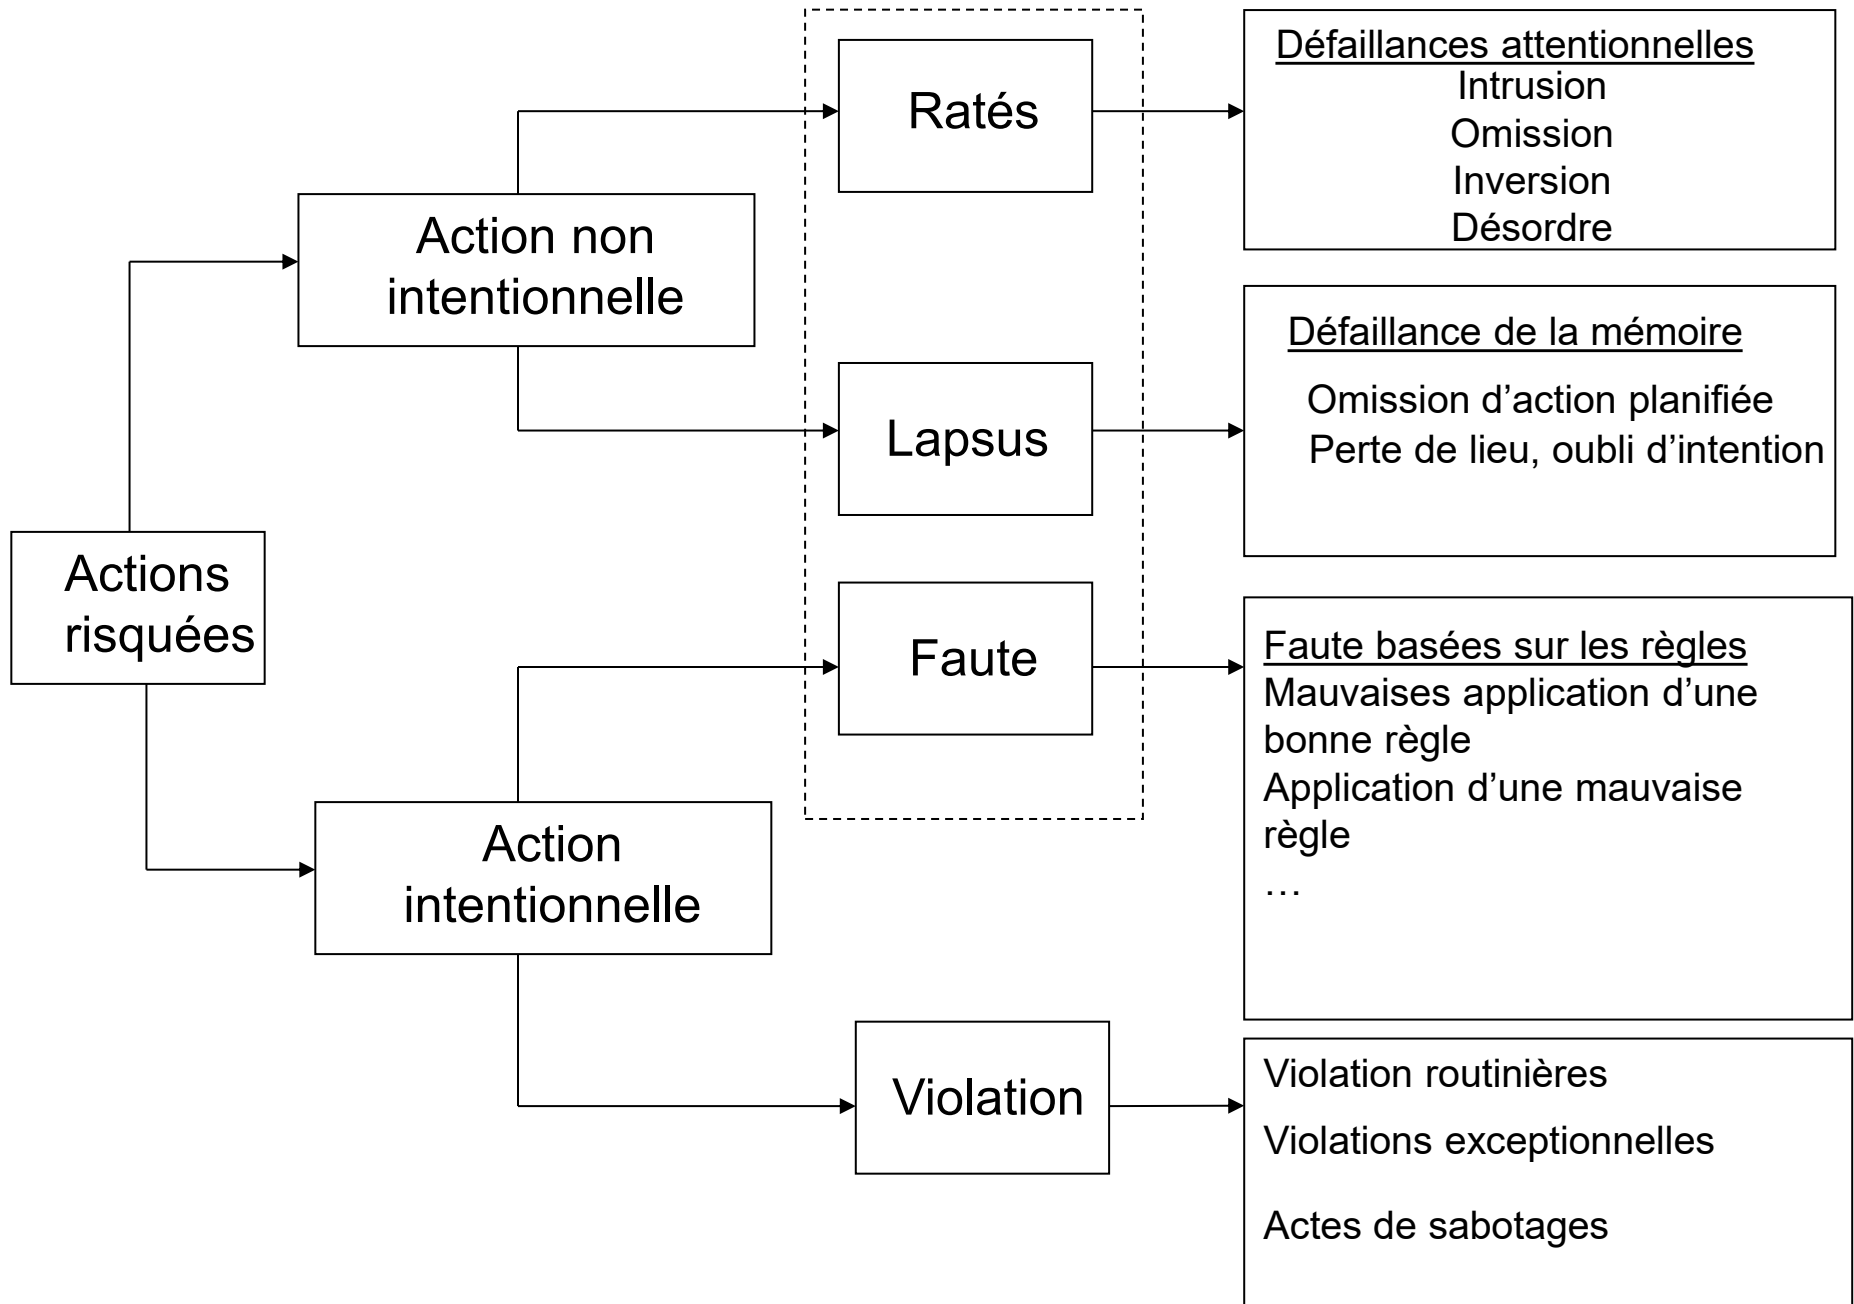 Actions
risquées
Action non
intentionnelle
Action
intentionnelle
Ratés
Lapsus
Faute
Violation
Défaillances attentionnelles
Intrusion
Omission
Inversion
Désordre
Défaillance de la mémoire
Omission d’action planifiée
Perte de lieu, oubli d’intention
Faute basées sur les règles
Mauvaises application d’une
bonne règle
Application d’une mauvaise
règle
…
Violation routinières
Violations exceptionnelles
Actes de sabotages